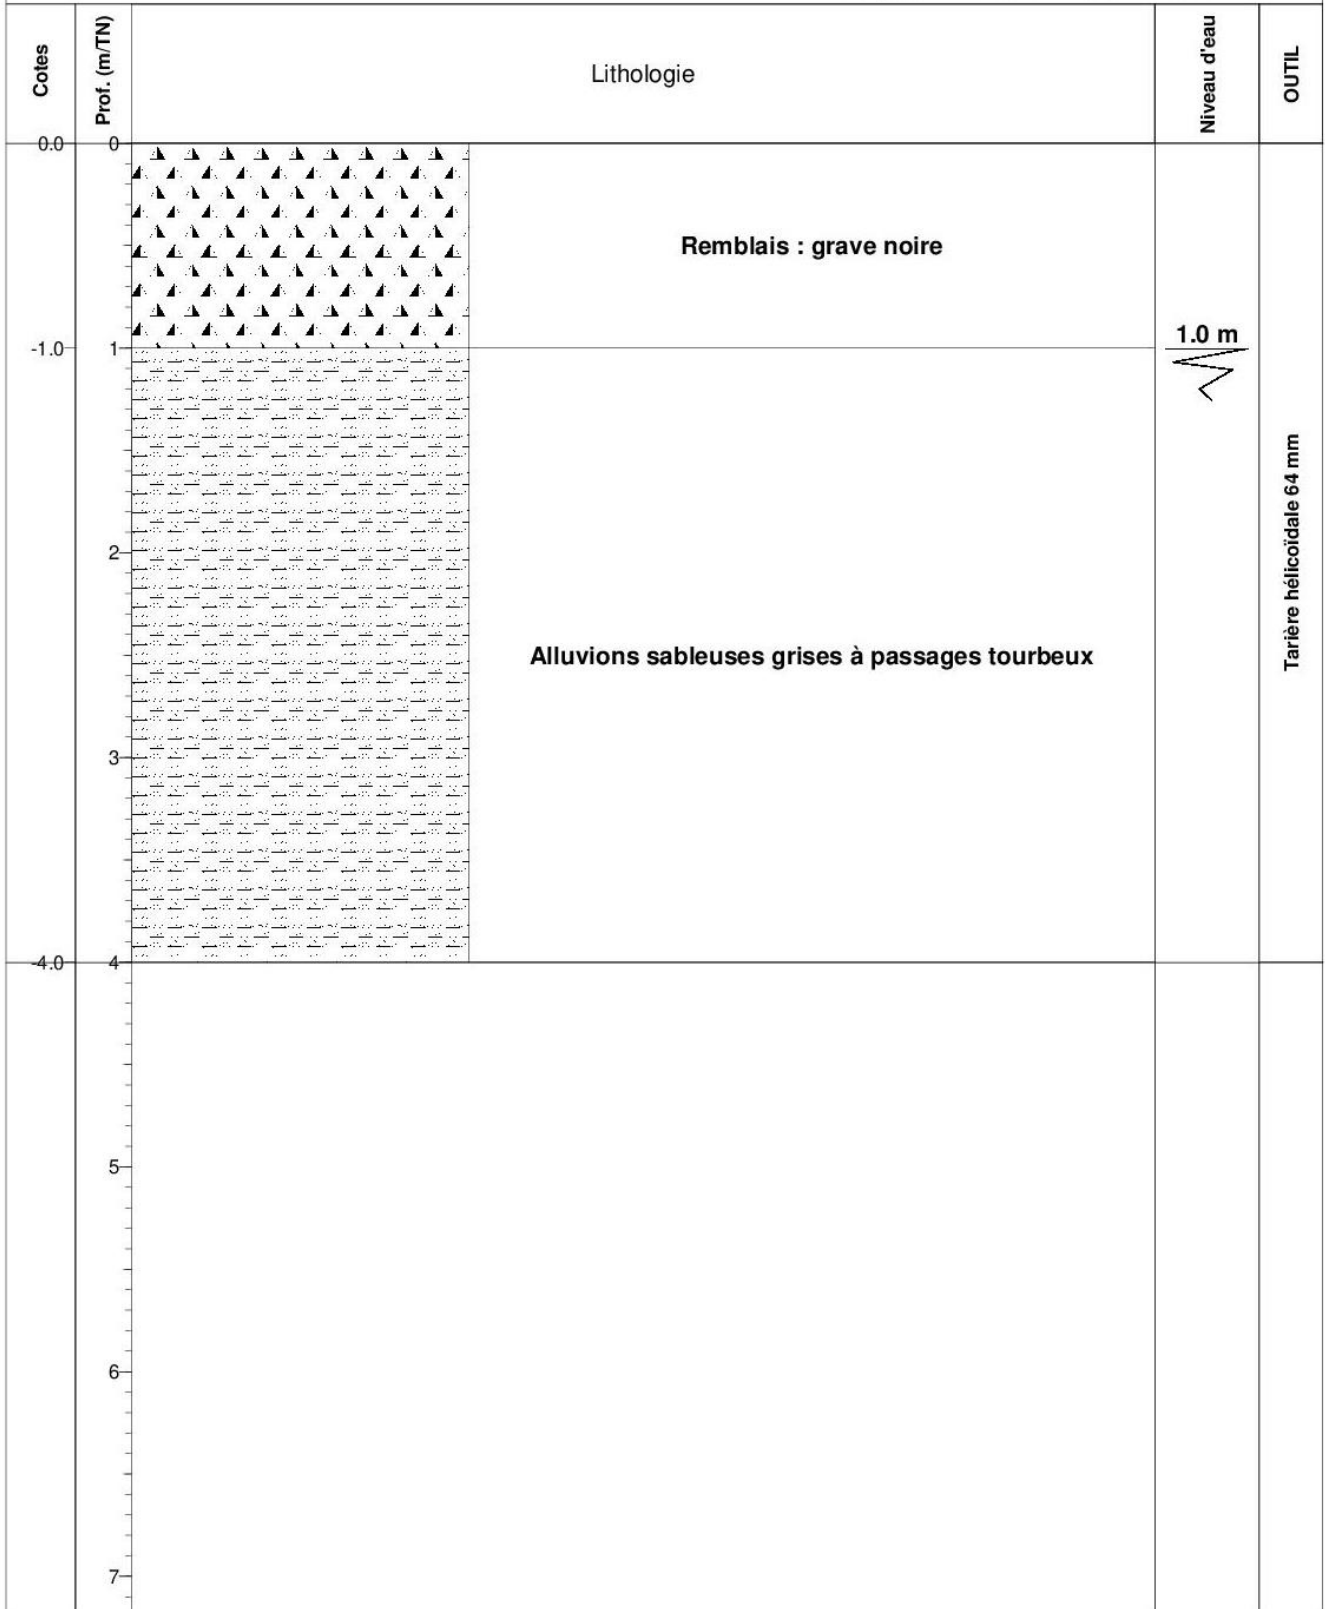 Cotes
Prof. (m/TN)
Lithologie
Niveau d'eau
OUTIL
0.0
0
Remblais : grave noire
1.0 m
-1.0
1
Tarière hélicoïdale 64 mm
2
Alluvions sableuses grises à passages tourbeux
3
-4.0
4
5
6
7